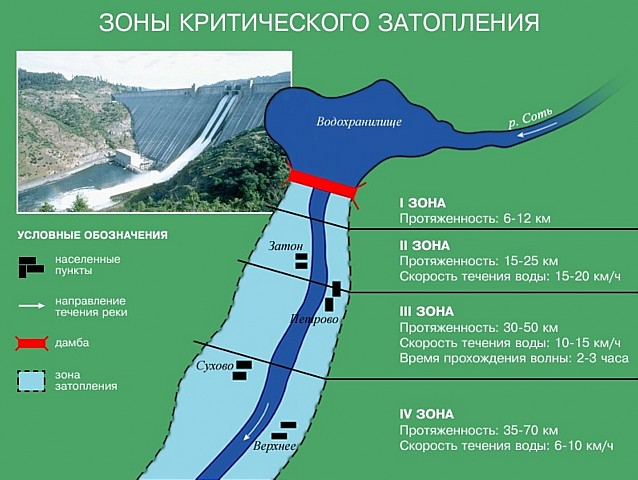 ЗОНЫ КРИТИЧЕСКОГО ЗАТОПЛЕНИЯ
Водохранилище
р. Соть
I ЗОНА
Протяженность: 6-12 км
УСЛОВНЫЕ ОБОЗНАЧЕНИЯ
населенные
пункты
направление
течения реки
дамба
зона
затопления
Затон
II ЗОНА
Протяженность: 15-25 км
Скорость течения воды: 15-20 км/ч
Петрово
III ЗОНА
Протяженность: 30-50 км
Скорость течения воды: 10-15 км/ч
Время прохождения волны: 2-3 часа
Сухово
IV ЗОНА
Протяженность: 35-70 км
Скорость течения воды: 6-10 км/ч
Верхнее